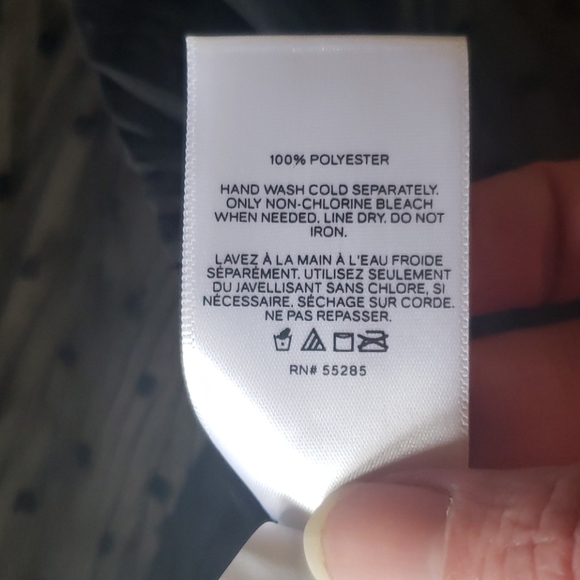 100% POLYESTER
HAND WASH COLD SEPARATELY.
ONLY NON-CHLORINE BLEACH
WHEN NEEDED. LINE DRY. DO NOT
IRON.
LAVEZ À LA MAIN À L'EAU FROIDE
SÉPARÉMENT. UTILISEZ SEULEMENT
DU JAVELLISANT SANS CHLORE, SI
NÉCESSAIRE. SÉCHAGE SUR CORDE.
NE PAS REPASSER.
RN# 55285